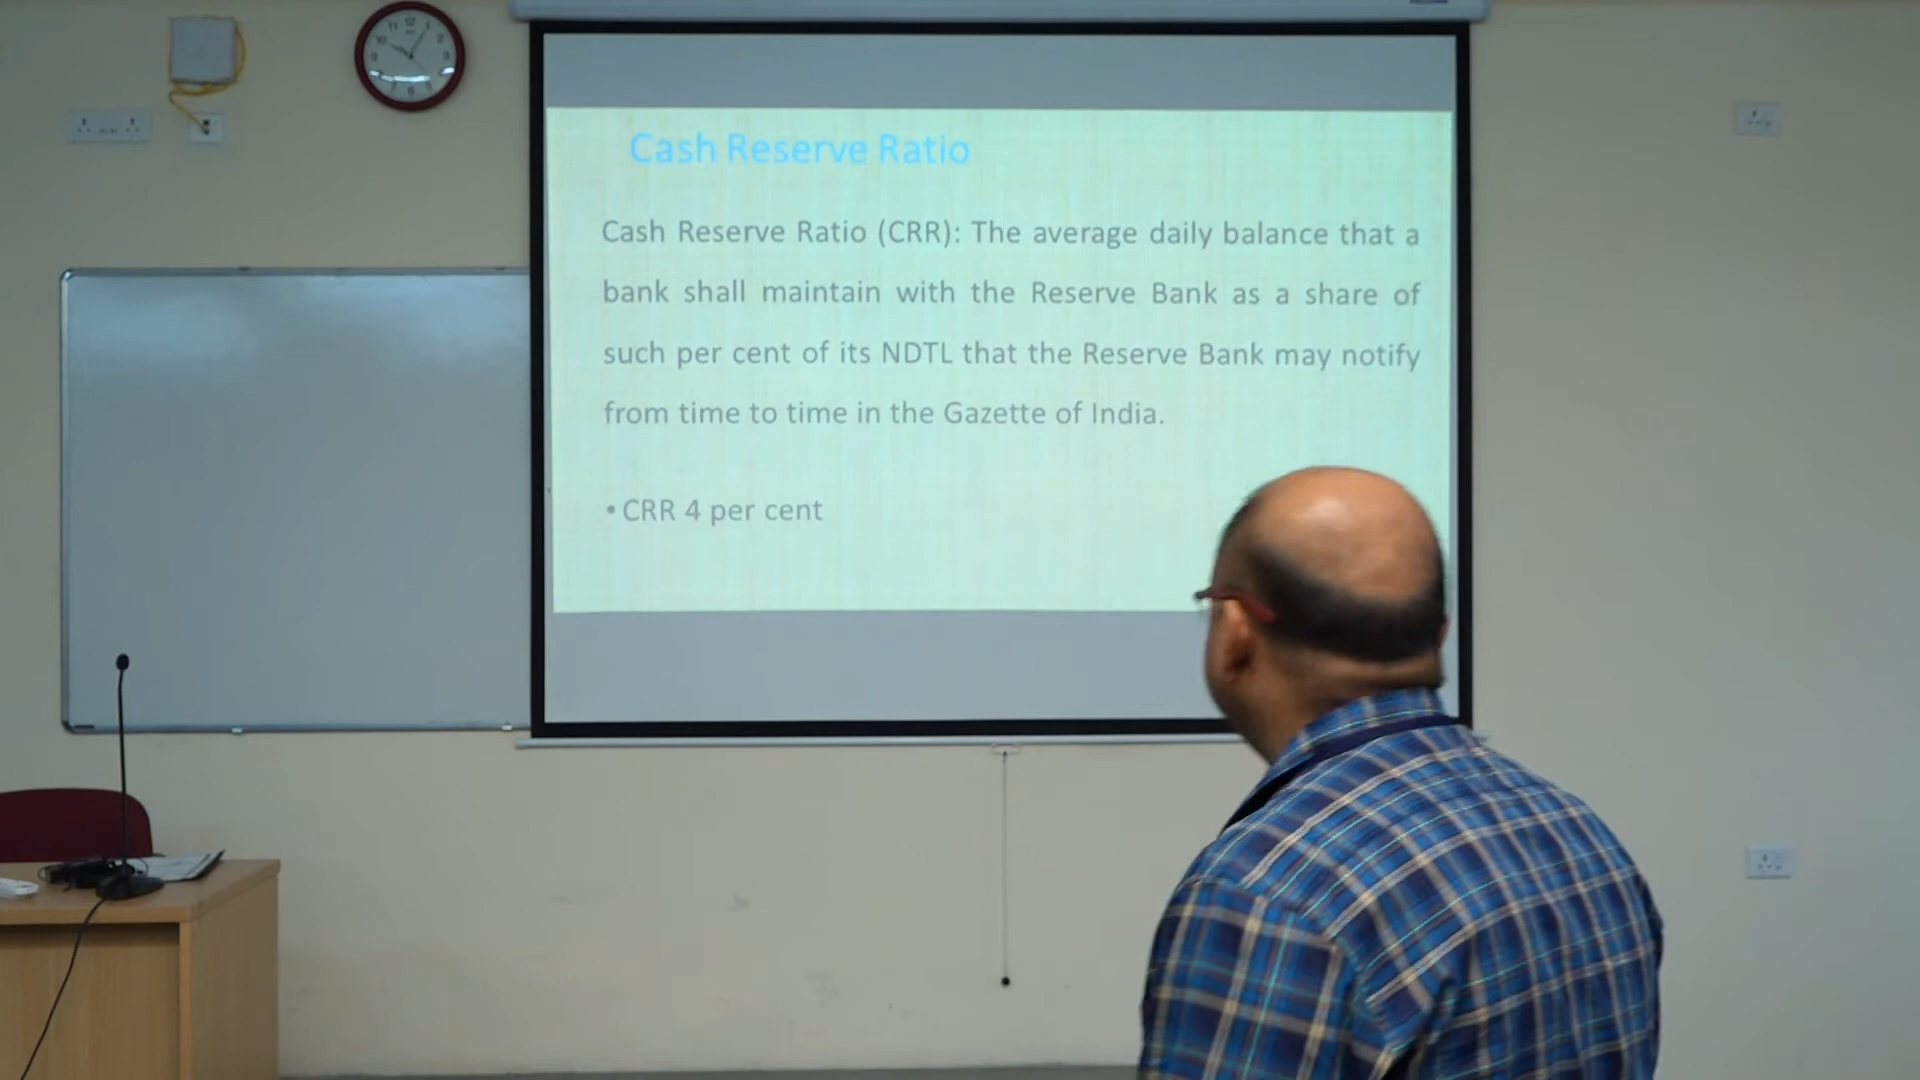 Cash Reserve Ratio
Cash Reserve Ratio (CRR): The average daily balance that a
bank shall maintain with the Reserve Bank as a share of
such per cent of its NDTL that the Reserve Bank may notify
from time to time in the Gazette of India.
• CRR 4 per cent